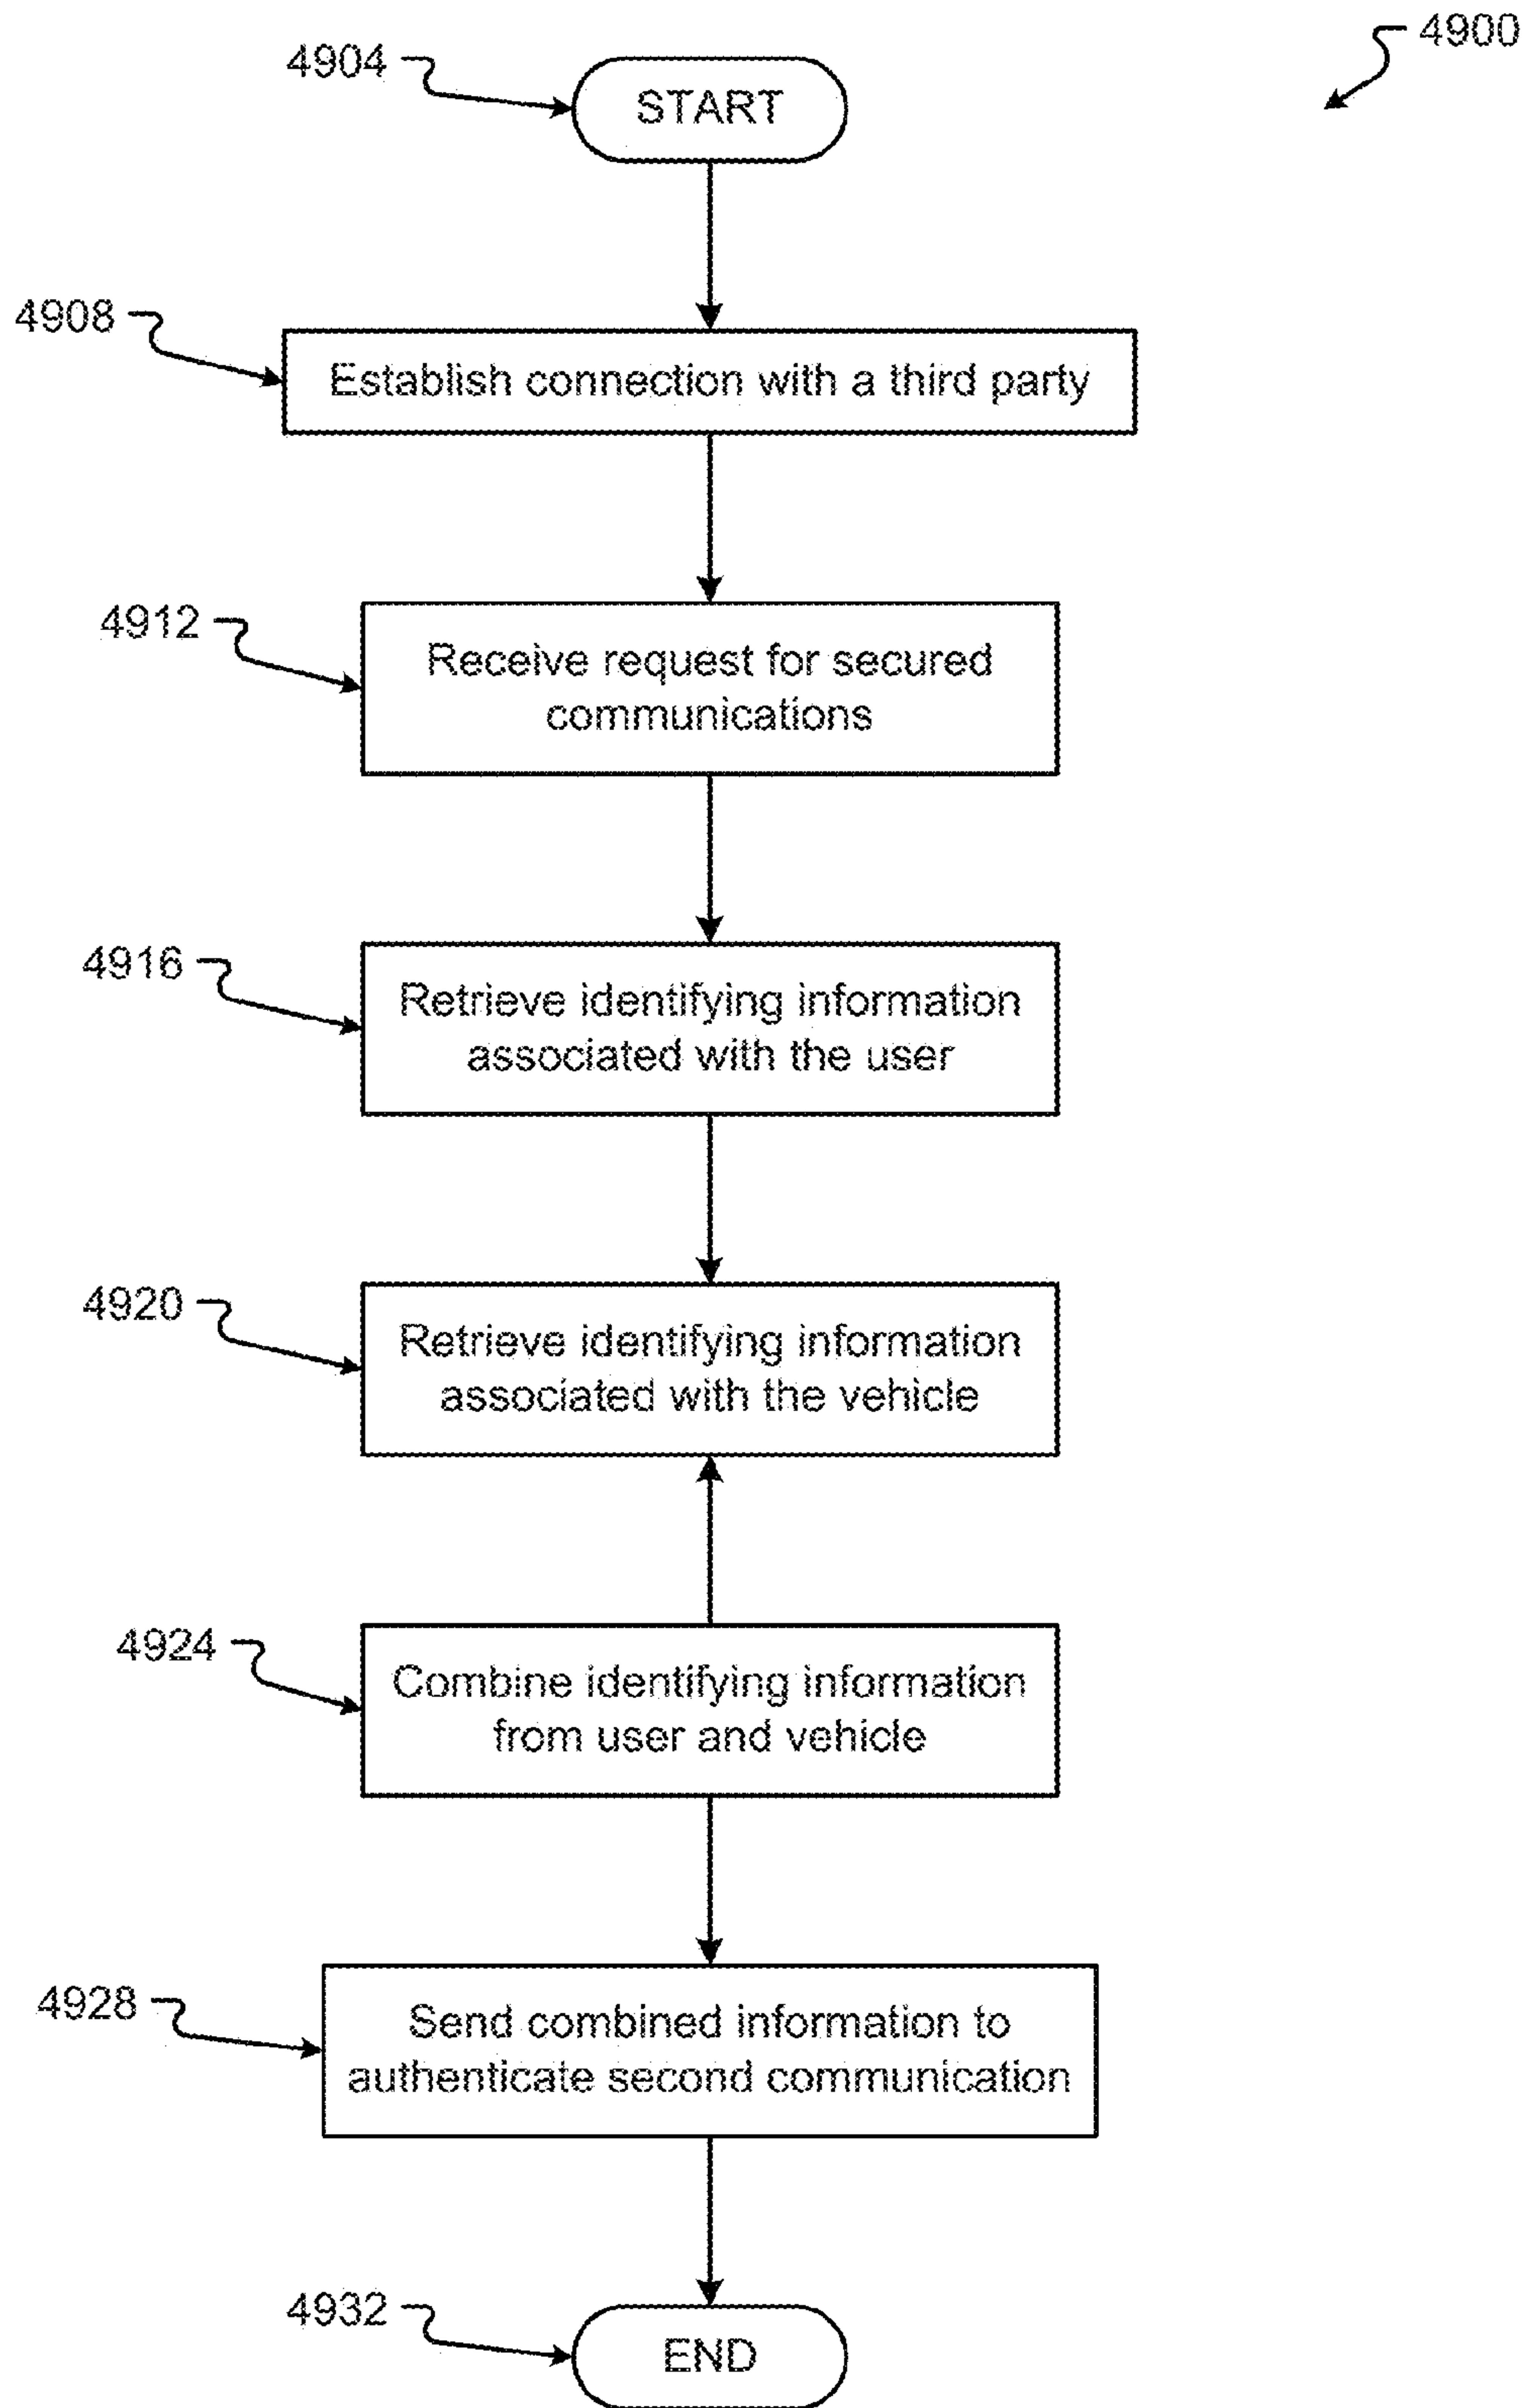 4900
4904
START
4908
Establish connection with a third party
4912
Receive request for secured
communications
4916
Retrieve identifying information
associated with the user
4920
Retrieve identifying information
associated with the vehicle
4924
Combine identifying information
from user and vehicle
4928
Send combined information to
authenticate second communication
4932
END